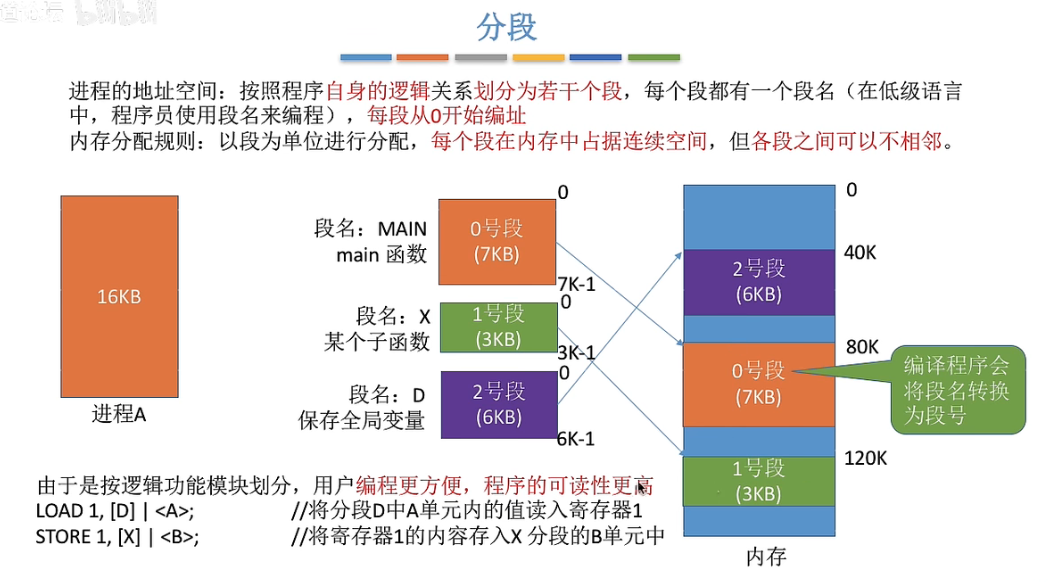 分段
进程的地址空间：按照程序自身的逻辑关系划分为若干个段，每个段都有一个段名（在低级语言
中，程序员使用段名来编程），每段从0开始编址
内存分配规则：以段为单位进行分配，每个段在内存中占据连续空间，但各段之间可以不相邻。
16KB
进程A
段名：MAIN
main 函数
0号段
(7KB)
0
7K-1
段名：X
某个子函数
1号段
(3KB)
0
3K-1
段名：D
保存全局变量
2号段
(6KB)
0
6K-1
0
2号段
(6KB)
40K
0号段
(7KB)
80K
1号段
(3KB)
120K
内存
编译程序会
将段名转换
为段号
由于是按逻辑功能模块划分，用户编程更方便，程序的可读性更高
LOAD 1, [D] | <A>; //将分段D中A单元内的值读入寄存器1
STORE 1, [X] | <B>; //将寄存器1的内容存入X 分段的B单元中